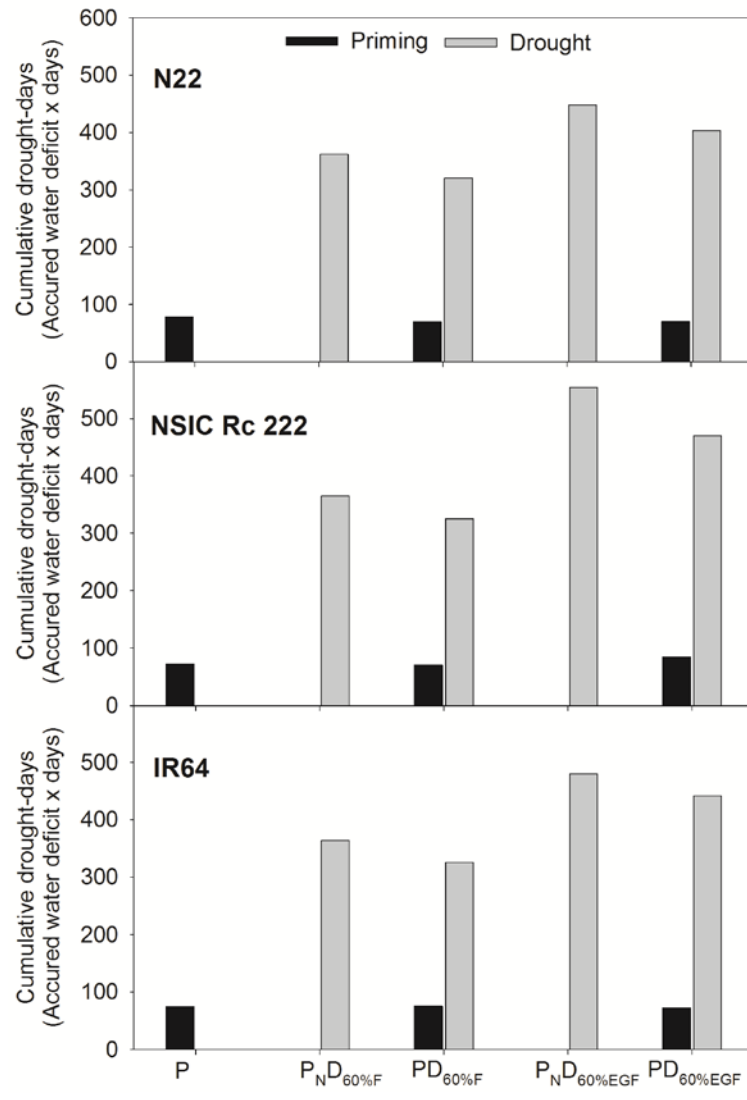 600
Priming Drought
500
N22
400
300
200
100
0
Cumulative drought-days
(Accured water deficit x days)
NSIC Rc 222
500
400
300
200
100
0
Cumulative drought-days
(Accured water deficit x days)
IR64
500
400
300
200
100
0
Cumulative drought-days
(Accured water deficit x days)
P PND60%F PD60%F PND60%EGF PD60%EGF